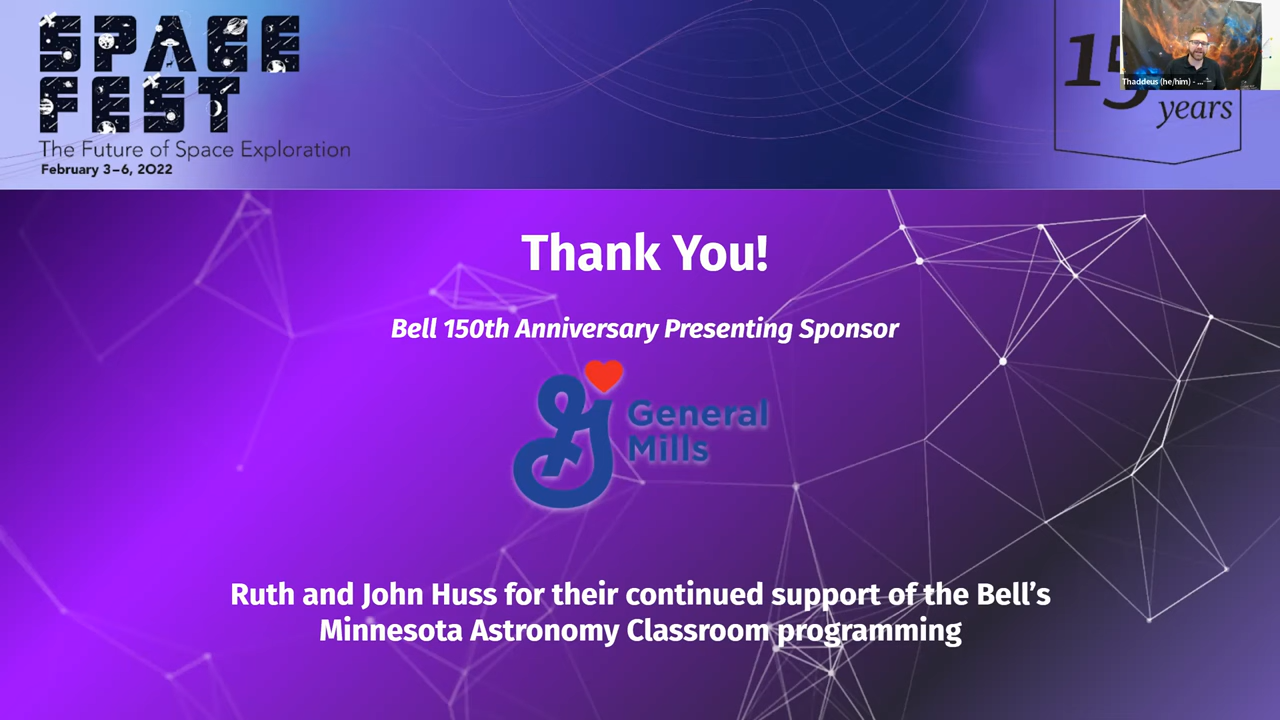 SPACE
FEST
The Future of Space Exploration
February 3–6, 2022
15
years
Thaddeus (he/him) - ...
Thank You!
Bell 150th Anniversary Presenting Sponsor
General
Mills
Ruth and John Huss for their continued support of the Bell's
Minnesota Astronomy Classroom programming